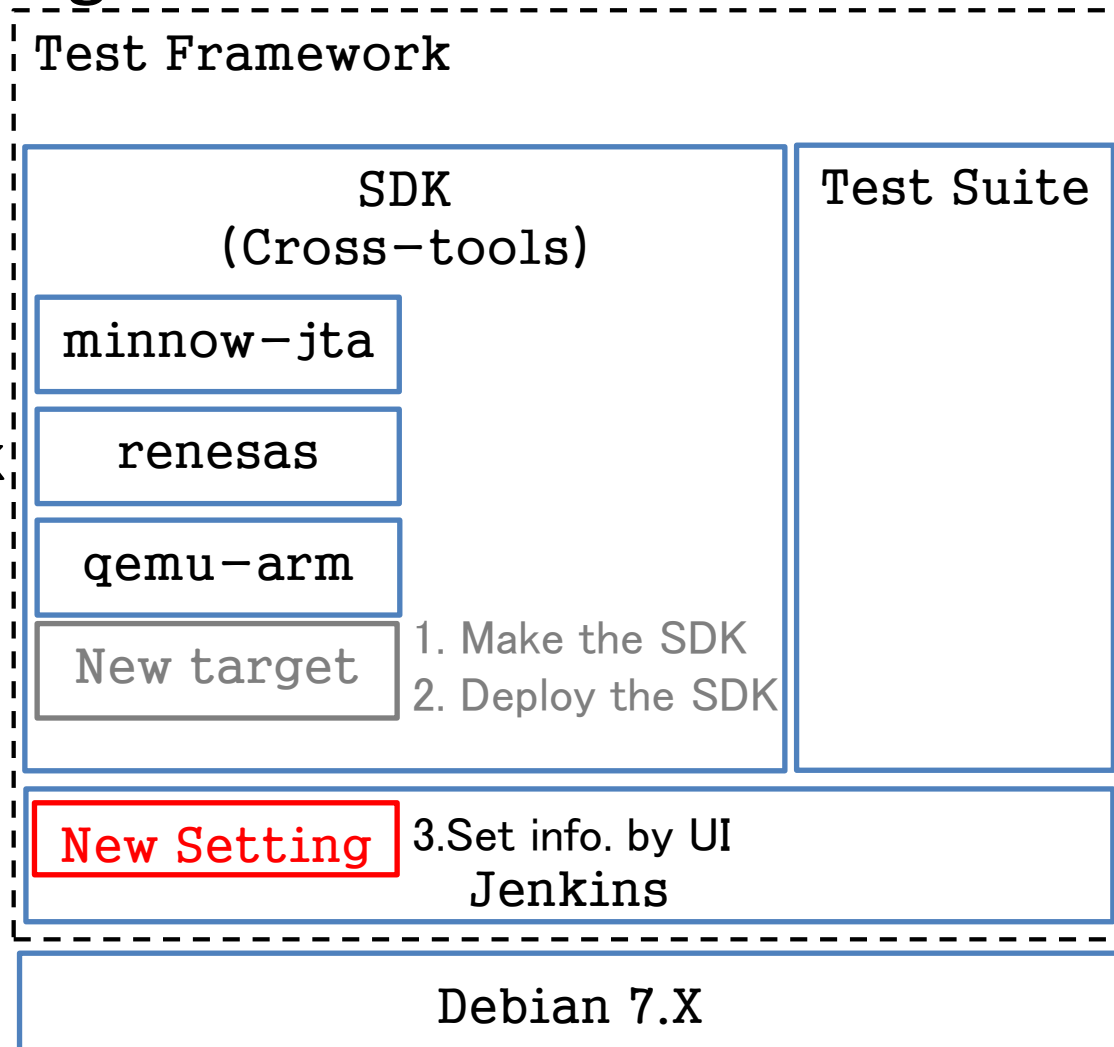 Test Framework
SDK
(Cross-tools)
Test Suite
minnow-jta
renesas
qemu-arm
New target
1. Make the SDK
2. Deploy the SDK
New Setting
3.Set info. by UI
Jenkins
Debian 7.X